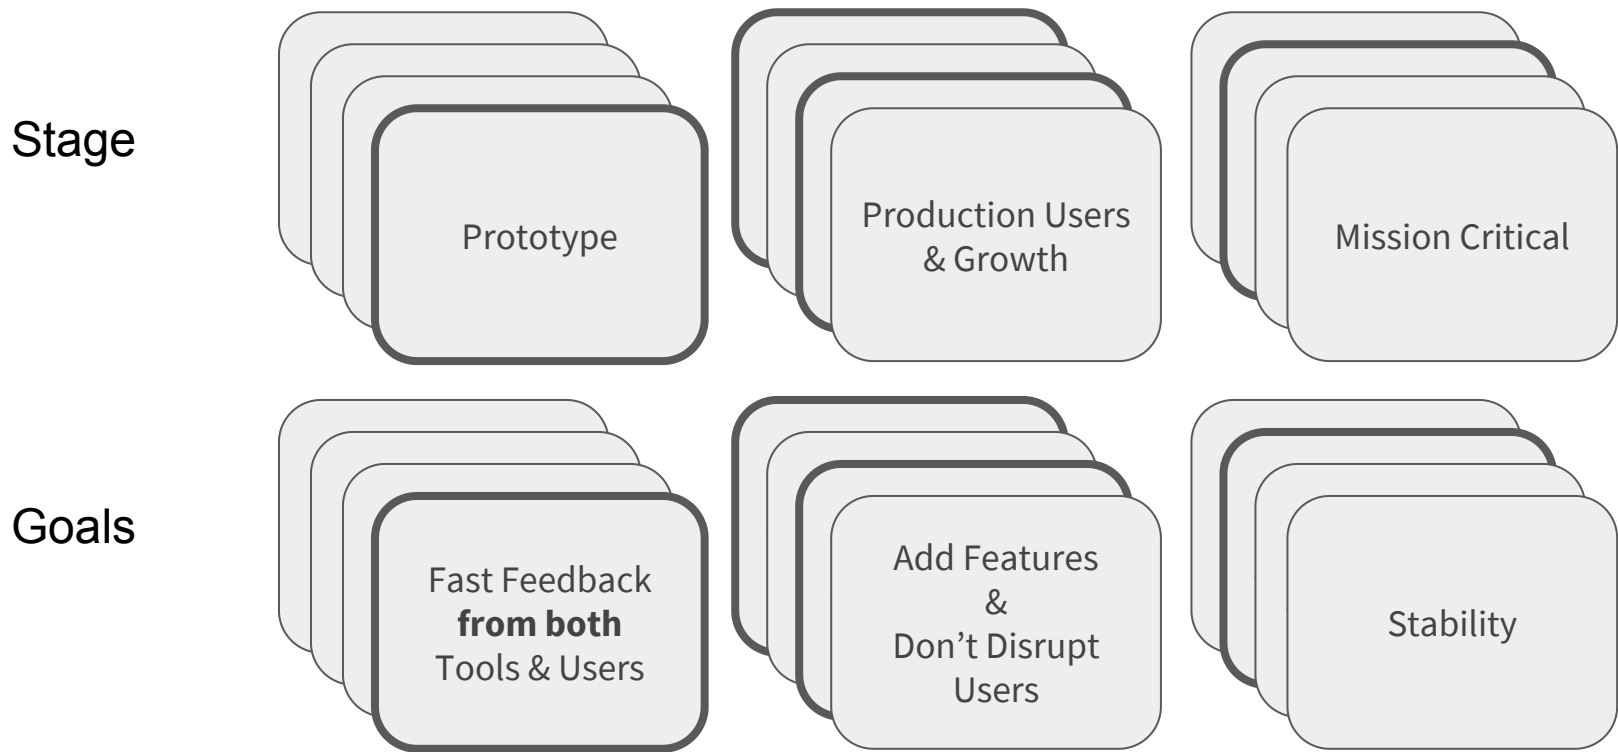 Stage
Prototype
Production Users
& Growth
Mission Critical
Goals
Fast Feedback
from both
Tools & Users
Add Features
&
Don’t Disrupt
Users
Stability